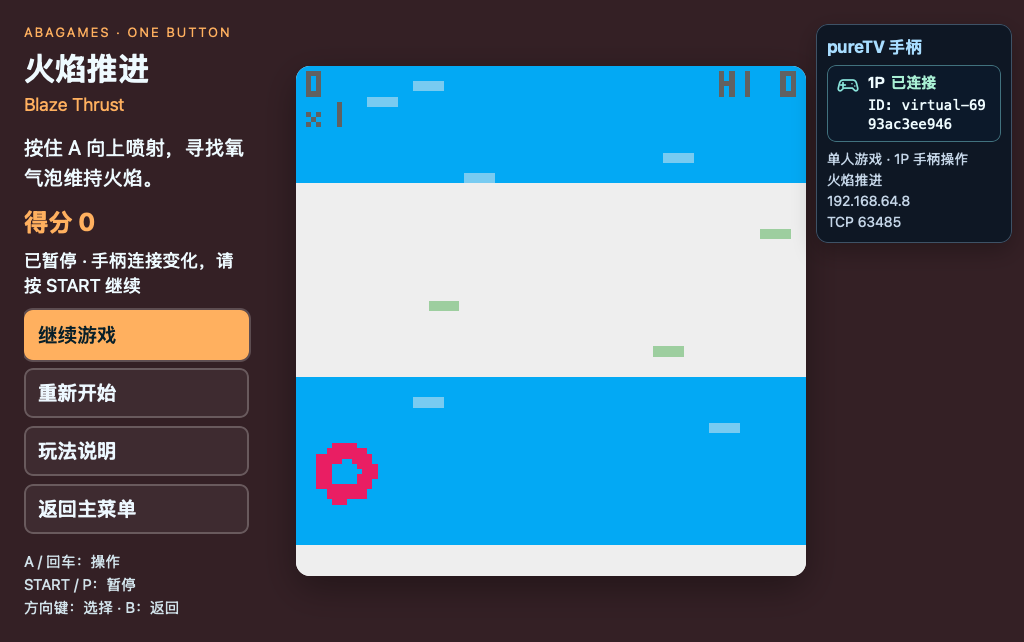 ABAGAMES · ONE BUTTON
火焰推进
Blaze Thrust
按住 A 向上喷射，寻找氧
气泡维持火焰。
得分 0
已暂停 · 手柄连接变化，请
按 START 继续
继续游戏
重新开始
玩法说明
返回主菜单
A / 回车：操作
START / P：暂停
方向键：选择 · B：返回
0
HI 0
x1
pureTV 手柄
1P 已连接
ID: virtual-69
93ac3ee946
单人游戏 · 1P 手柄操作
火焰推进
192.168.64.8
TCP 63485